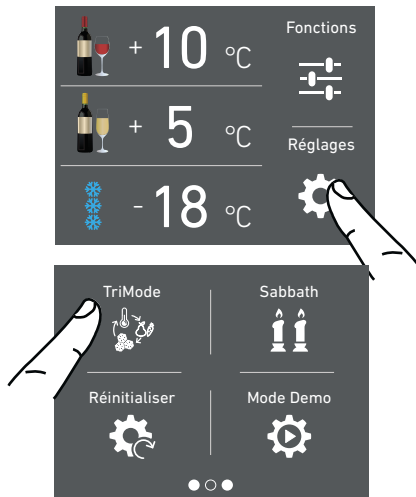 + 10 °C
Fonctions
+ 5 °C
Réglages
- 18 °C
TriMode
Sabbath
Réinitialiser
Mode Demo